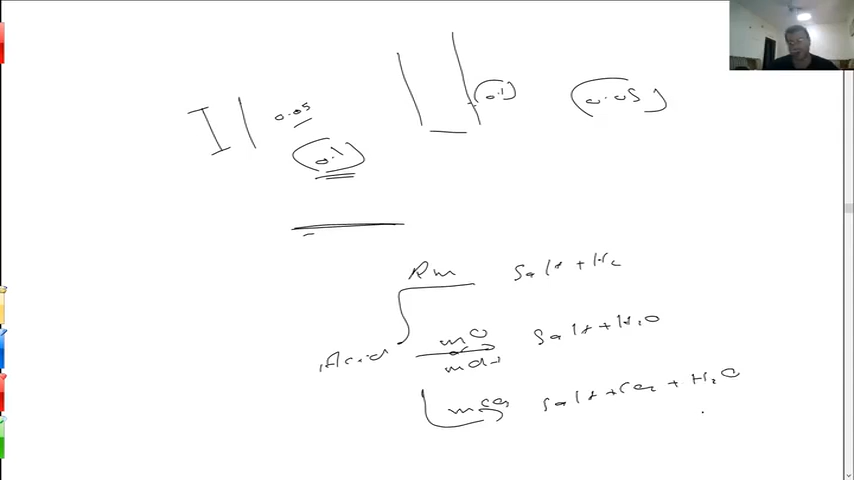 0.05
0.1
(0.1)
(0.05)
Rm Salt + H2
Acid mO Salt + H2O
mOH
mCO3 Salt + CO2 + H2O